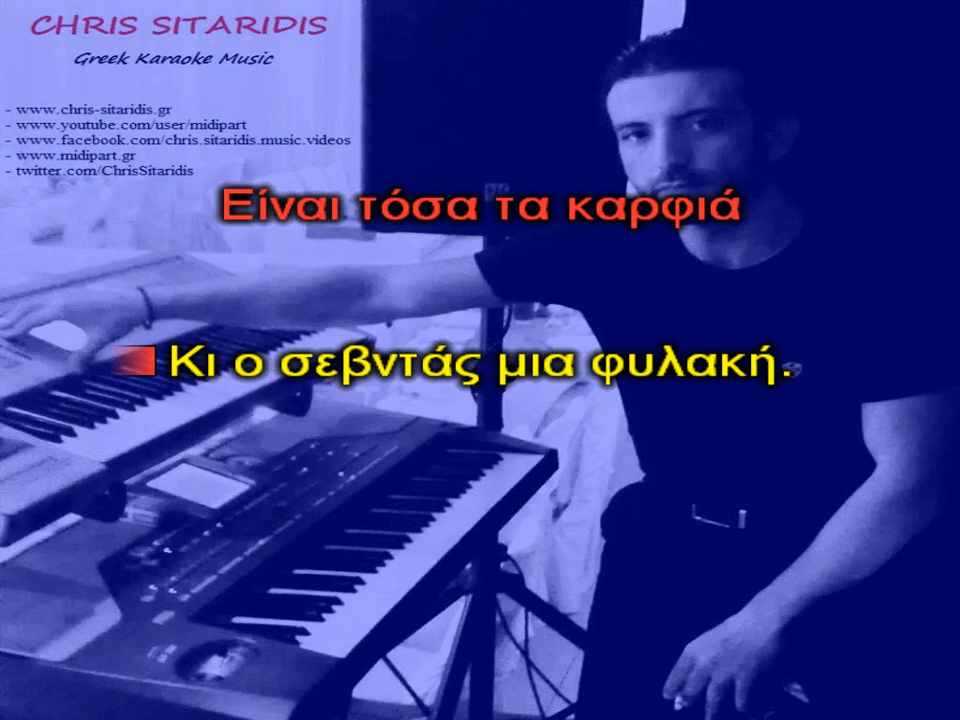 CHRIS SITARIDIS
Greek Karaoke Music
- www.chris-sitaridis.gr
- www.youtube.com/user/midipart
- www.facebook.com/chris.sitaridis.music.videos
- www.midipart.gr
- twitter.com/ChrisSitaridis
Είναι τόσα τα καρφιά
Κι ο σεβντάς μια φυλακή.